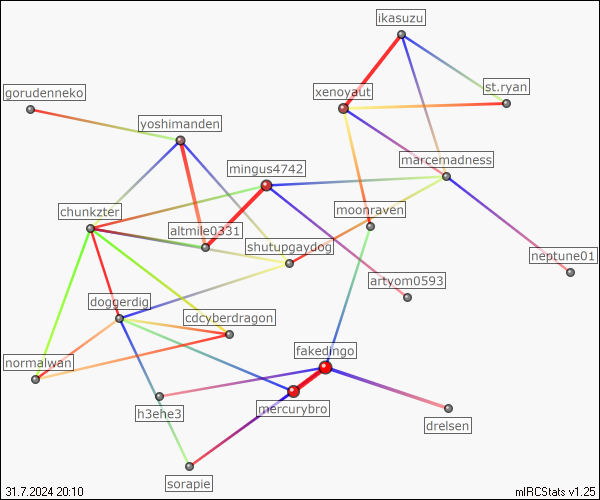 ikasuzu
gorudenneko
xenoyaut
st.ryan
yoshimanden
mingus4742
marcemadness
chunkzter
moonraven
altmile0331
shutupgaydog
neptune01
artyom0593
doggerdig
cdcyberdragon
fakedingo
normalwan
h3ehe3
mercurybro
drelsen
sorapie
31.7.2024 20:10
mIRCStats v1.25